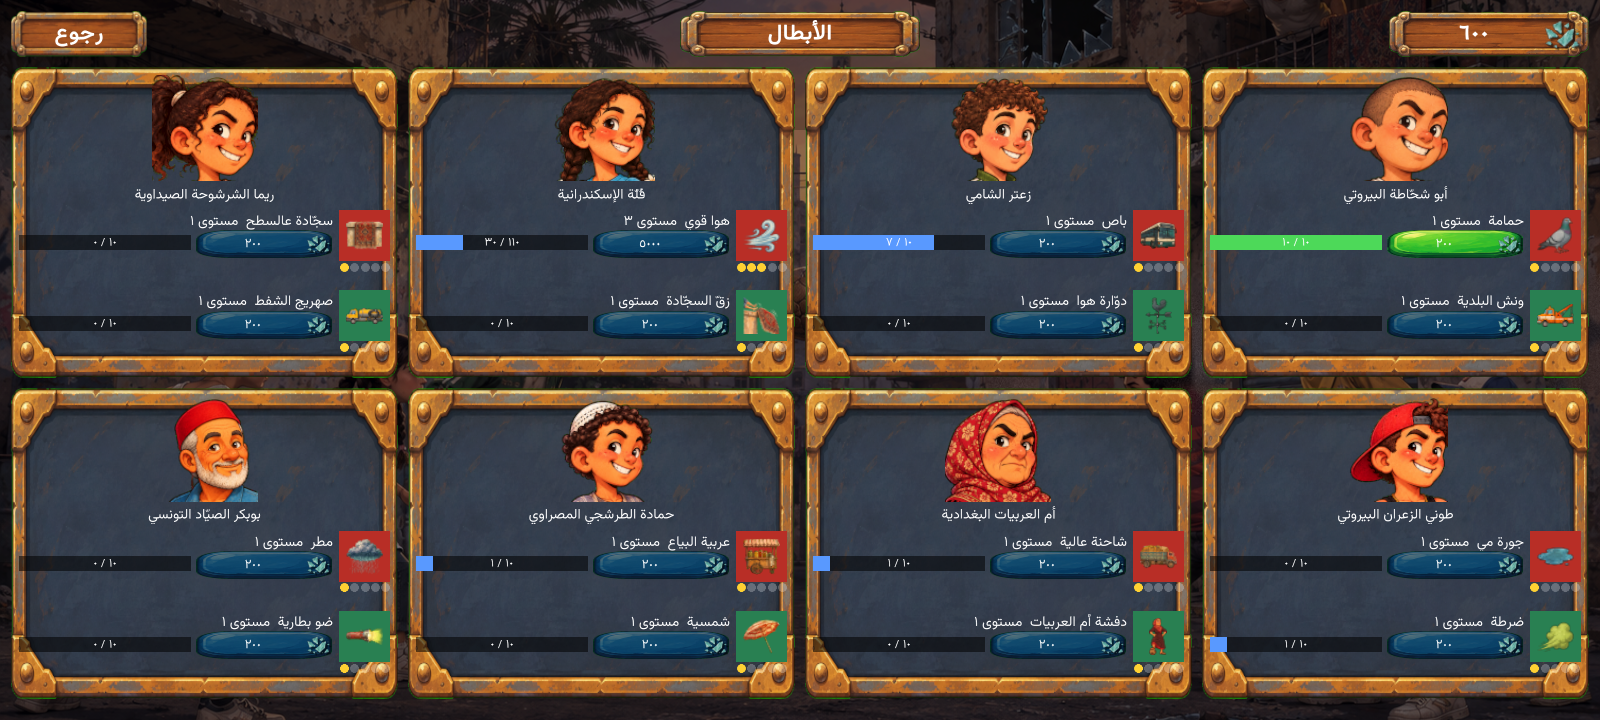 ٦٠٠
الأبطال
رجوع
أبو شحّاطة البيروتي
حمامة مستوى ١
٢٠٠
١٠ / ١٠
ونش البلدية مستوى ١
٢٠٠
٠ / ١٠
زعتر الشامي
باص مستوى ١
٢٠٠
٧ / ١٠
دوّارة هوا مستوى ١
٢٠٠
٠ / ١٠
فُلّة الإسكندرانية
هوا قوي مستوى ٣
٥٠٠٠
٣٠ / ١١٠
زقّ السجّادة مستوى ١
٢٠٠
٠ / ١٠
ريما الشرشوحة الصيداوية
سجّادة عالسطح مستوى ١
٢٠٠
٠ / ١٠
صهريج الشفط مستوى ١
٢٠٠
٠ / ١٠
طوني الزعران البيروتي
جورة مي مستوى ١
٢٠٠
٠ / ١٠
ضرطة مستوى ١
٢٠٠
١ / ١٠
أم العربيات البغدادية
شاحنة عالية مستوى ١
٢٠٠
١ / ١٠
دفشة أم العربيات مستوى ١
٢٠٠
٠ / ١٠
حمادة الطرشجي المصراوي
عربية البياع مستوى ١
٢٠٠
١ / ١٠
شمسية مستوى ١
٢٠٠
٠ / ١٠
بوبكر الصيّاد التونسي
مطر مستوى ١
٢٠٠
٠ / ١٠
ضو بطارية مستوى ١
٢٠٠
٠ / ١٠